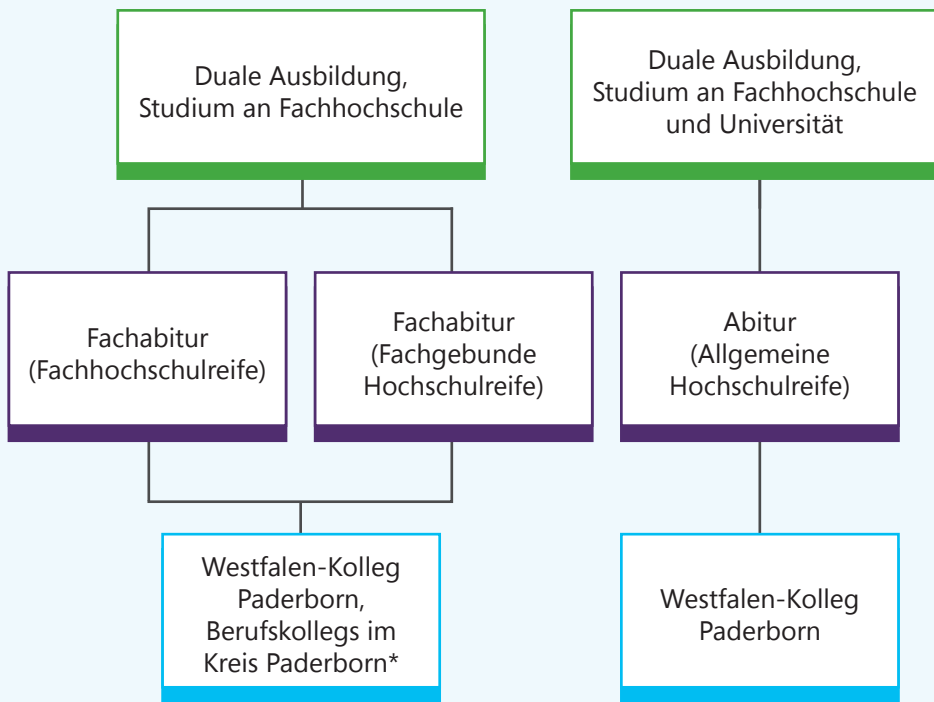 Duale Ausbildung,
Studium an Fachhochschule
Duale Ausbildung,
Studium an Fachhochschule
und Universität
Fachabitur
(Fachhochschulreife)
Fachabitur
(Fachgebunde
Hochschulreife)
Abitur
(Allgemeine
Hochschulreife)
Westfalen-Kolleg
Paderborn,
Berufskollegs im
Kreis Paderborn*
Westfalen-Kolleg
Paderborn